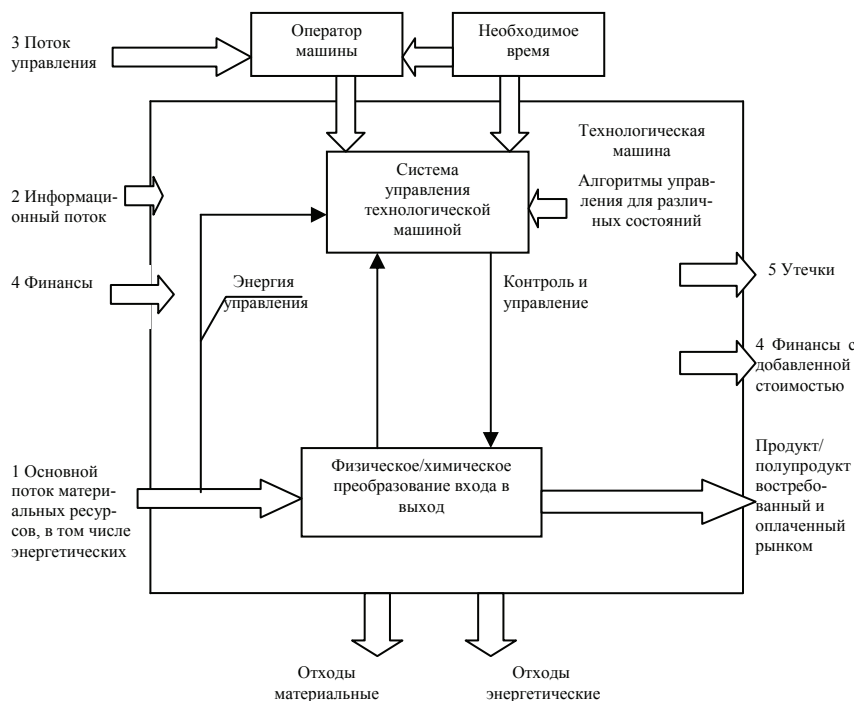 Оператор
машины
Необходимое
время
3 Поток
управления
Технологическая
машина
Система
управления
технологической
машиной
Алгоритмы управ-
ления для различ-
ных состояний
2 Информаци-
онный поток
4 Финансы
Энергия
управления
Контроль и
управление
5 Утечки
4 Финансы с
добавленной
стоимостью
1 Основной
поток матери-
альных ресур-
сов, в том числе
энергетических
Физическое/химическое
преобразование входа в
выход
Продукт/
полупродукт
востребо-
ванный и
оплаченный
рынком
Отходы
материальные
Отходы
энергетические